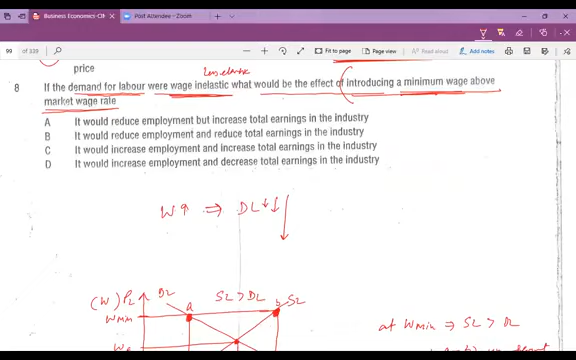 Business Economics-CM
Post Attendee - Zoom
99 of 339
Fit to page
Page view
Read aloud
Add notes
price
less elastic
8 If the demand for labour were wage inelastic what would be the effect of introducing a minimum wage above
market wage rate
A It would reduce employment but increase total earnings in the industry
B It would reduce employment and reduce total earnings in the industry
C It would increase employment and increase total earnings in the industry
D It would increase employment and decrease total earnings in the industry
W↑ ⇒ DL↓↓
(W) PL
DL
SL > DL
SL
a
b
Wmin
We
at Wmin ⇒ SL > DL